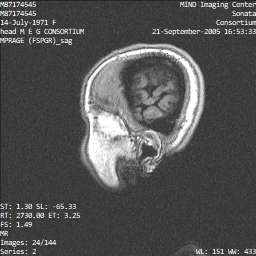 M87174545
M87174545
14-July-1971 F
head M E G CONSORTIUM
MPRAGE (FSPGR)_sag
MIND Imaging Center
Sonata
Consortium
21-September-2005 16:53:33
ST: 1.30 SL: -65.33
RT: 2730.00 ET: 3.25
FS: 1.49
MR
Images: 24/144
Series: 2
WL: 151 WW: 433